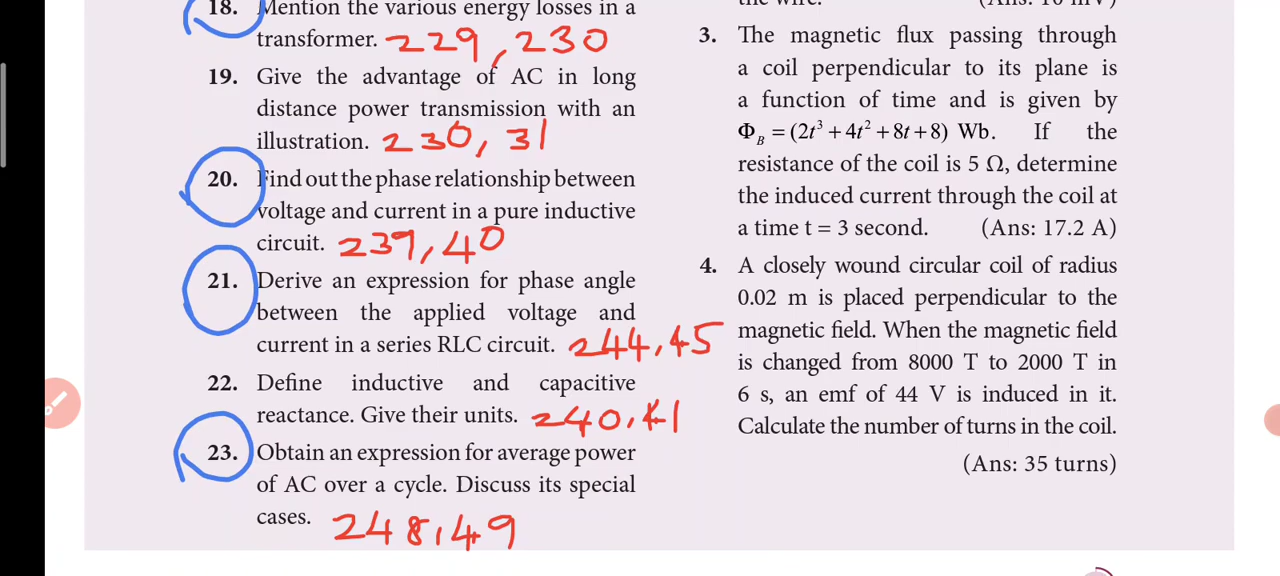 18. Mention the various energy losses in a
transformer. 229, 230
19. Give the advantage of AC in long
distance power transmission with an
illustration. 230, 31
20. Find out the phase relationship between
voltage and current in a pure inductive
circuit. 239, 40
21. Derive an expression for phase angle
between the applied voltage and
current in a series RLC circuit. 244, 45
22. Define inductive and capacitive
reactance. Give their units. 240, 41
23. Obtain an expression for average power
of AC over a cycle. Discuss its special
cases. 248, 49
the wire. (Ans: 10 mV)
3. The magnetic flux passing through
a coil perpendicular to its plane is
a function of time and is given by
Φ_B = (2t³ + 4t² + 8t + 8) Wb. If the
resistance of the coil is 5 Ω, determine
the induced current through the coil at
a time t = 3 second. (Ans: 17.2 A)
4. A closely wound circular coil of radius
0.02 m is placed perpendicular to the
magnetic field. When the magnetic field
is changed from 8000 T to 2000 T in
6 s, an emf of 44 V is induced in it.
Calculate the number of turns in the coil.
(Ans: 35 turns)